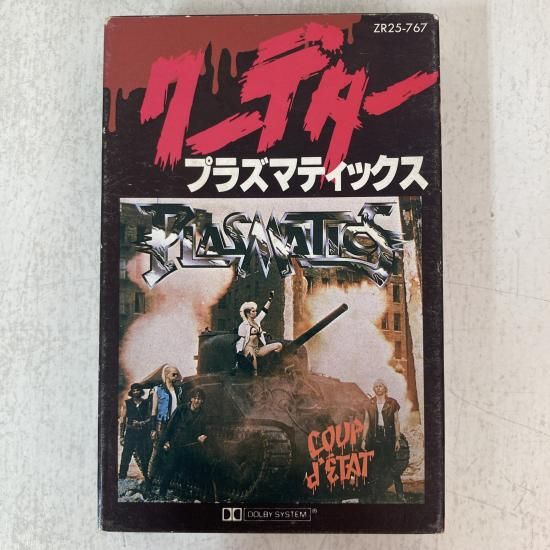 ZR25-767
クーデター
プラズマティックス
PLASMATICS
COUP
d'ÉTAT
DOLBY SYSTEM®